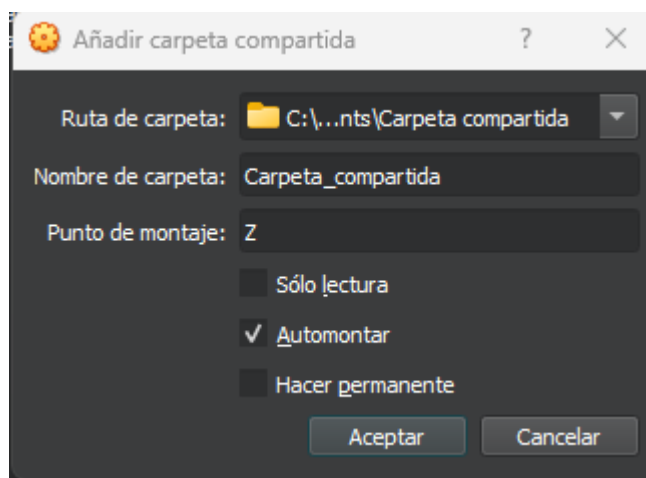 Añadir carpeta compartida ?
Ruta de carpeta: C:\...nts\Carpeta compartida
Nombre de carpeta: Carpeta_compartida
Punto de montaje: Z
Sólo lectura
Automontar
Hacer permanente
Aceptar Cancelar